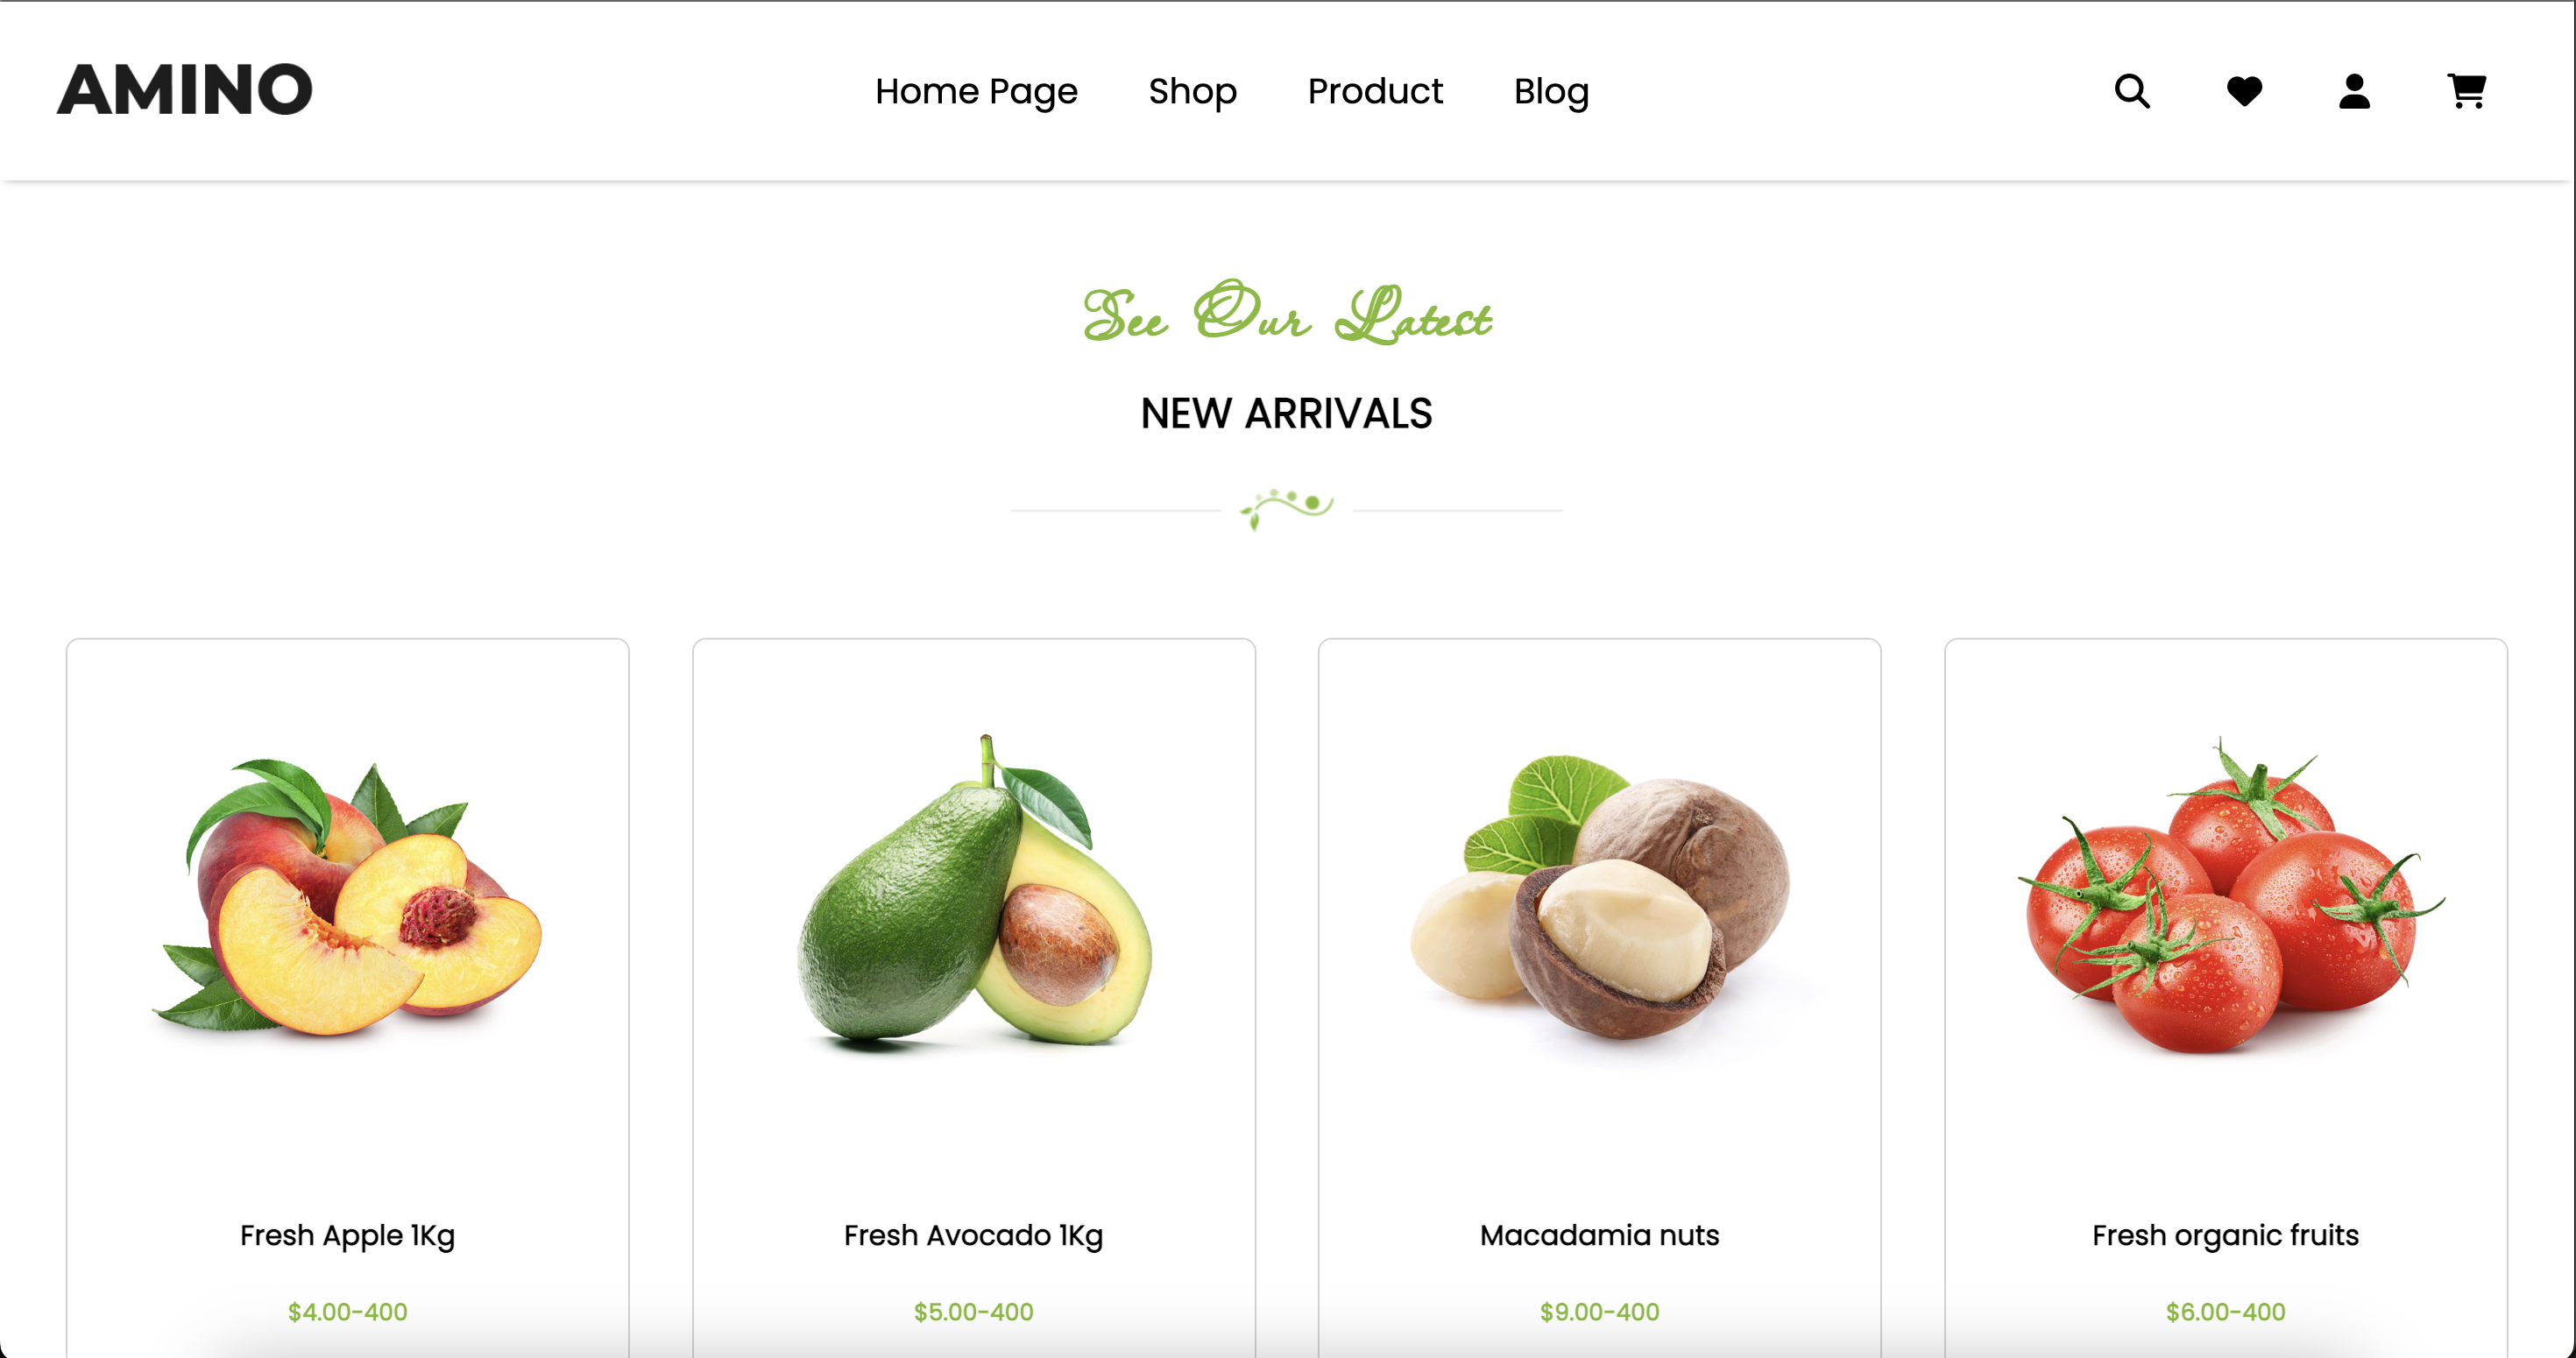 AMINO
Home Page Shop Product Blog
See Our Latest
NEW ARRIVALS
Fresh Apple 1Kg
$4.00-400
Fresh Avocado 1Kg
$5.00-400
Macadamia nuts
$9.00-400
Fresh organic fruits
$6.00-400